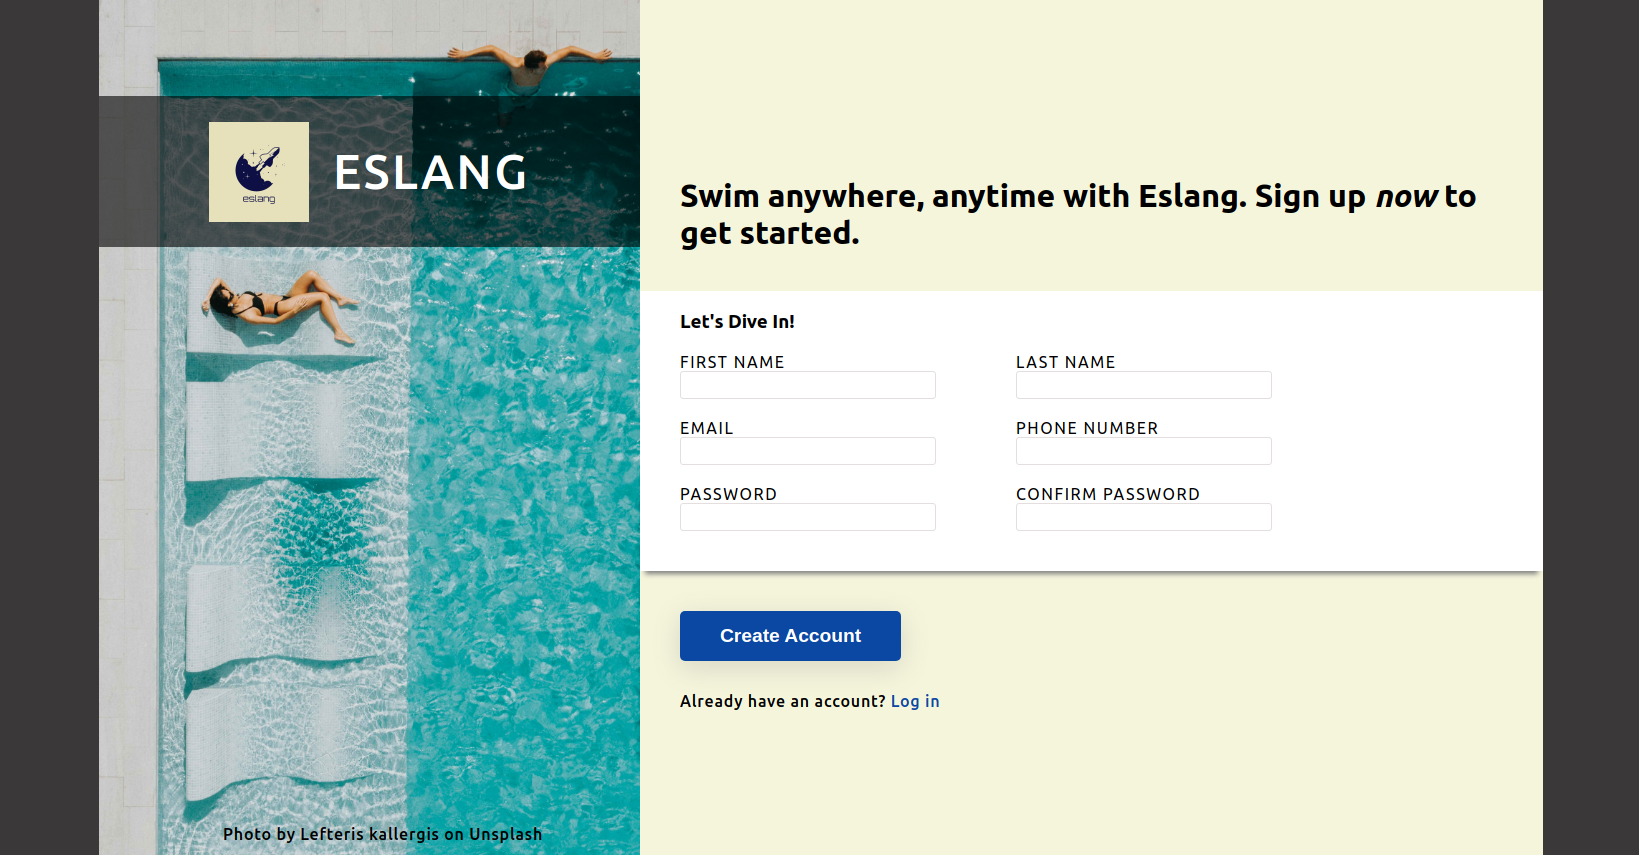 eslang
ESLANG
Swim anywhere, anytime with Eslang. Sign up now to
get started.
Let's Dive In!
FIRST NAME
LAST NAME
EMAIL
PHONE NUMBER
PASSWORD
CONFIRM PASSWORD
Create Account
Already have an account? Log in
Photo by Lefteris kallergis on Unsplash